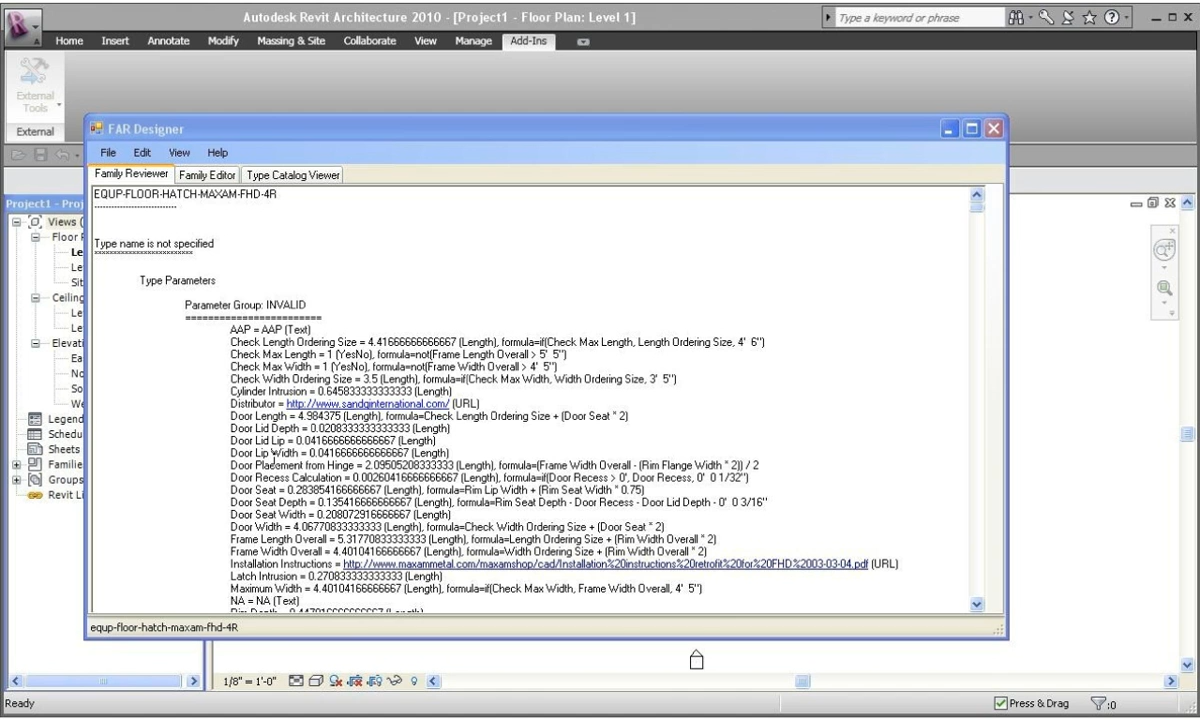 Autodesk Revit Architecture 2010 - [Project1 - Floor Plan: Level 1]
Type a keyword or phrase
Home Insert Annotate Modify Massing & Site Collaborate View Manage Add-Ins
External
Tools
External
FAR Designer
File Edit View Help
Family Reviewer Family Editor Type Catalog Viewer
Project1 - Proj
Views (
Floor P
Le
Le
Sit
Ceiling
Le
Le
Elevati
Ea
No
So
We
Legend
Schedu
Sheets
Familie
Groups
Revit Li
EQUP-FLOOR-HATCH-MAXAM-FHD-4R
----------------------------
Type name is not specified
Type Parameters
Parameter Group: INVALID
========================
AAP = AAP (Text)
Check Length Ordering Size = 4.41666666666667 (Length), formula=if(Check Max Length, Length Ordering Size, 4' 6")
Check Max Length = 1 (YesNo), formula=not(Frame Length Overall > 5' 5")
Check Max Width = 1 (YesNo), formula=not(Frame Width Overall > 4' 5")
Check Width Ordering Size = 3.5 (Length), formula=if(Check Max Width, Width Ordering Size, 3' 5")
Cylinder Intrusion = 0.645833333333333 (Length)
Distributor = http://www.sandqinternational.com/ (URL)
Door Length = 4.984375 (Length), formula=Check Length Ordering Size + (Door Seat * 2)
Door Lid Depth = 0.0208333333333333 (Length)
Door Lid Lip = 0.0416666666666667 (Length)
Door Lip Width = 0.0416666666666667 (Length)
Door Placement from Hinge = 2.09505208333333 (Length), formula=(Frame Width Overall - (Rim Flange Width * 2)) / 2
Door Recess Calculation = 0.00260416666666667 (Length), formula=if(Door Recess > 0', Door Recess, 0' 0 1/32")
Door Seat = 0.283854166666667 (Length), formula=Rim Lip Width + (Rim Seat Width * 0.75)
Door Seat Depth = 0.135416666666667 (Length), formula=Rim Seat Depth - Door Recess - Door Lid Depth - 0' 0 3/16"
Door Seat Width = 0.208072916666667 (Length)
Door Width = 4.06770833333333 (Length), formula=Check Width Ordering Size + (Door Seat * 2)
Frame Length Overall = 5.31770833333333 (Length), formula=Length Ordering Size + (Rim Width Overall * 2)
Frame Width Overall = 4.40104166666667 (Length), formula=Width Ordering Size + (Rim Width Overall * 2)
Installation Instructions = http://www.maxammetal.com/maxamshop/cad/Installation%20instructions%20retrofit%20for%20FHD%2003-03-04.pdf (URL)
Latch Intrusion = 0.270833333333333 (Length)
Maximum Width = 4.40104166666667 (Length), formula=if(Check Max Width, Frame Width Overall, 4' 5")
NA = NA (Text)
equp-floor-hatch-maxam-fhd-4R
1/8" = 1'-0"
Ready
Press & Drag
:0